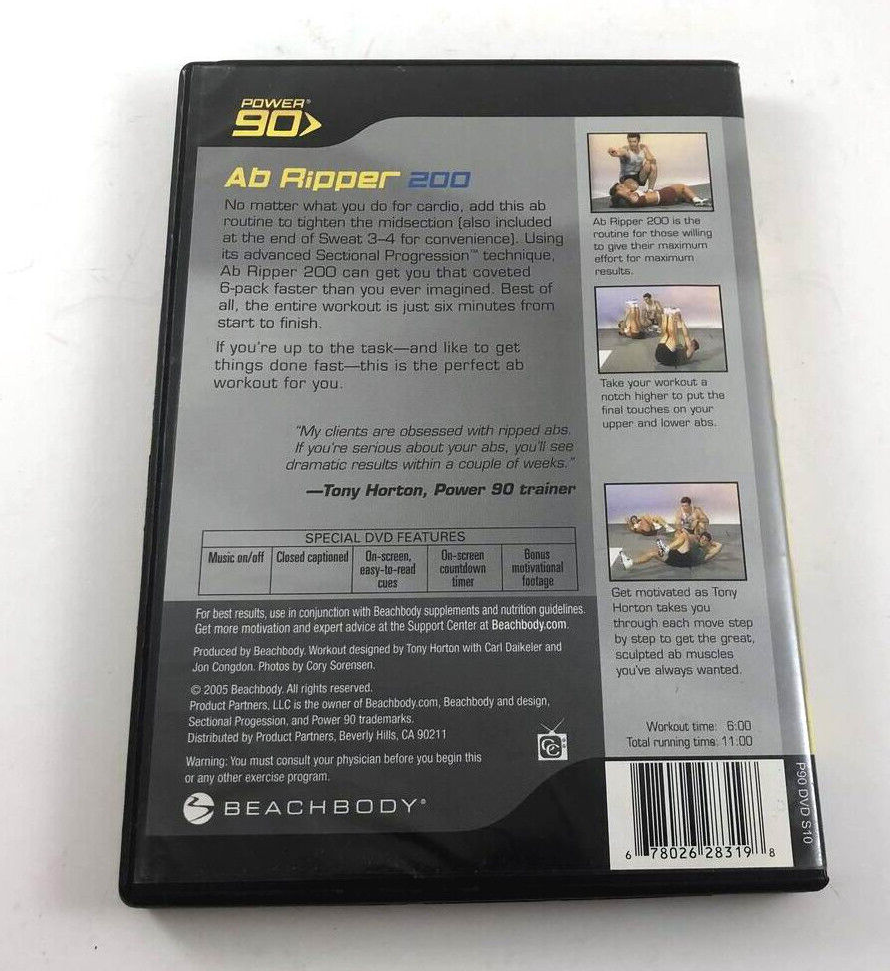 POWER®
90>
Ab Ripper 200
No matter what you do for cardio, add this ab
routine to tighten the midsection (also included
at the end of Sweat 3–4 for convenience). Using
its advanced Sectional Progression™ technique,
Ab Ripper 200 can get you that coveted
6-pack faster than you ever imagined. Best of
all, the entire workout is just six minutes from
start to finish.
If you're up to the task—and like to get
things done fast—this is the perfect ab
workout for you.
"My clients are obsessed with ripped abs.
If you're serious about your abs, you'll see
dramatic results within a couple of weeks."
—Tony Horton, Power 90 trainer
SPECIAL DVD FEATURES
Music on/off
Closed captioned
On-screen,
easy-to-read
cues
On-screen
countdown
timer
Bonus
motivational
footage
For best results, use in conjunction with Beachbody supplements and nutrition guidelines.
Get more motivation and expert advice at the Support Center at Beachbody.com.
Produced by Beachbody. Workout designed by Tony Horton with Carl Daikeler and
Jon Congdon. Photos by Cory Sorensen.
© 2005 Beachbody. All rights reserved.
Product Partners, LLC is the owner of Beachbody.com, Beachbody and design,
Sectional Progession, and Power 90 trademarks.
Distributed by Product Partners, Beverly Hills, CA 90211
Warning: You must consult your physician before you begin this
or any other exercise program.
BEACHBODY®
CC
Ab Ripper 200 is the
routine for those willing
to give their maximum
effort for maximum
results.
Take your workout a
notch higher to put the
final touches on your
upper and lower abs.
Get motivated as Tony
Horton takes you
through each move step
by step to get the great,
sculpted ab muscles
you've always wanted.
Workout time: 6:00
Total running time: 11:00
6 78026 28319 8
P90 DVD S10